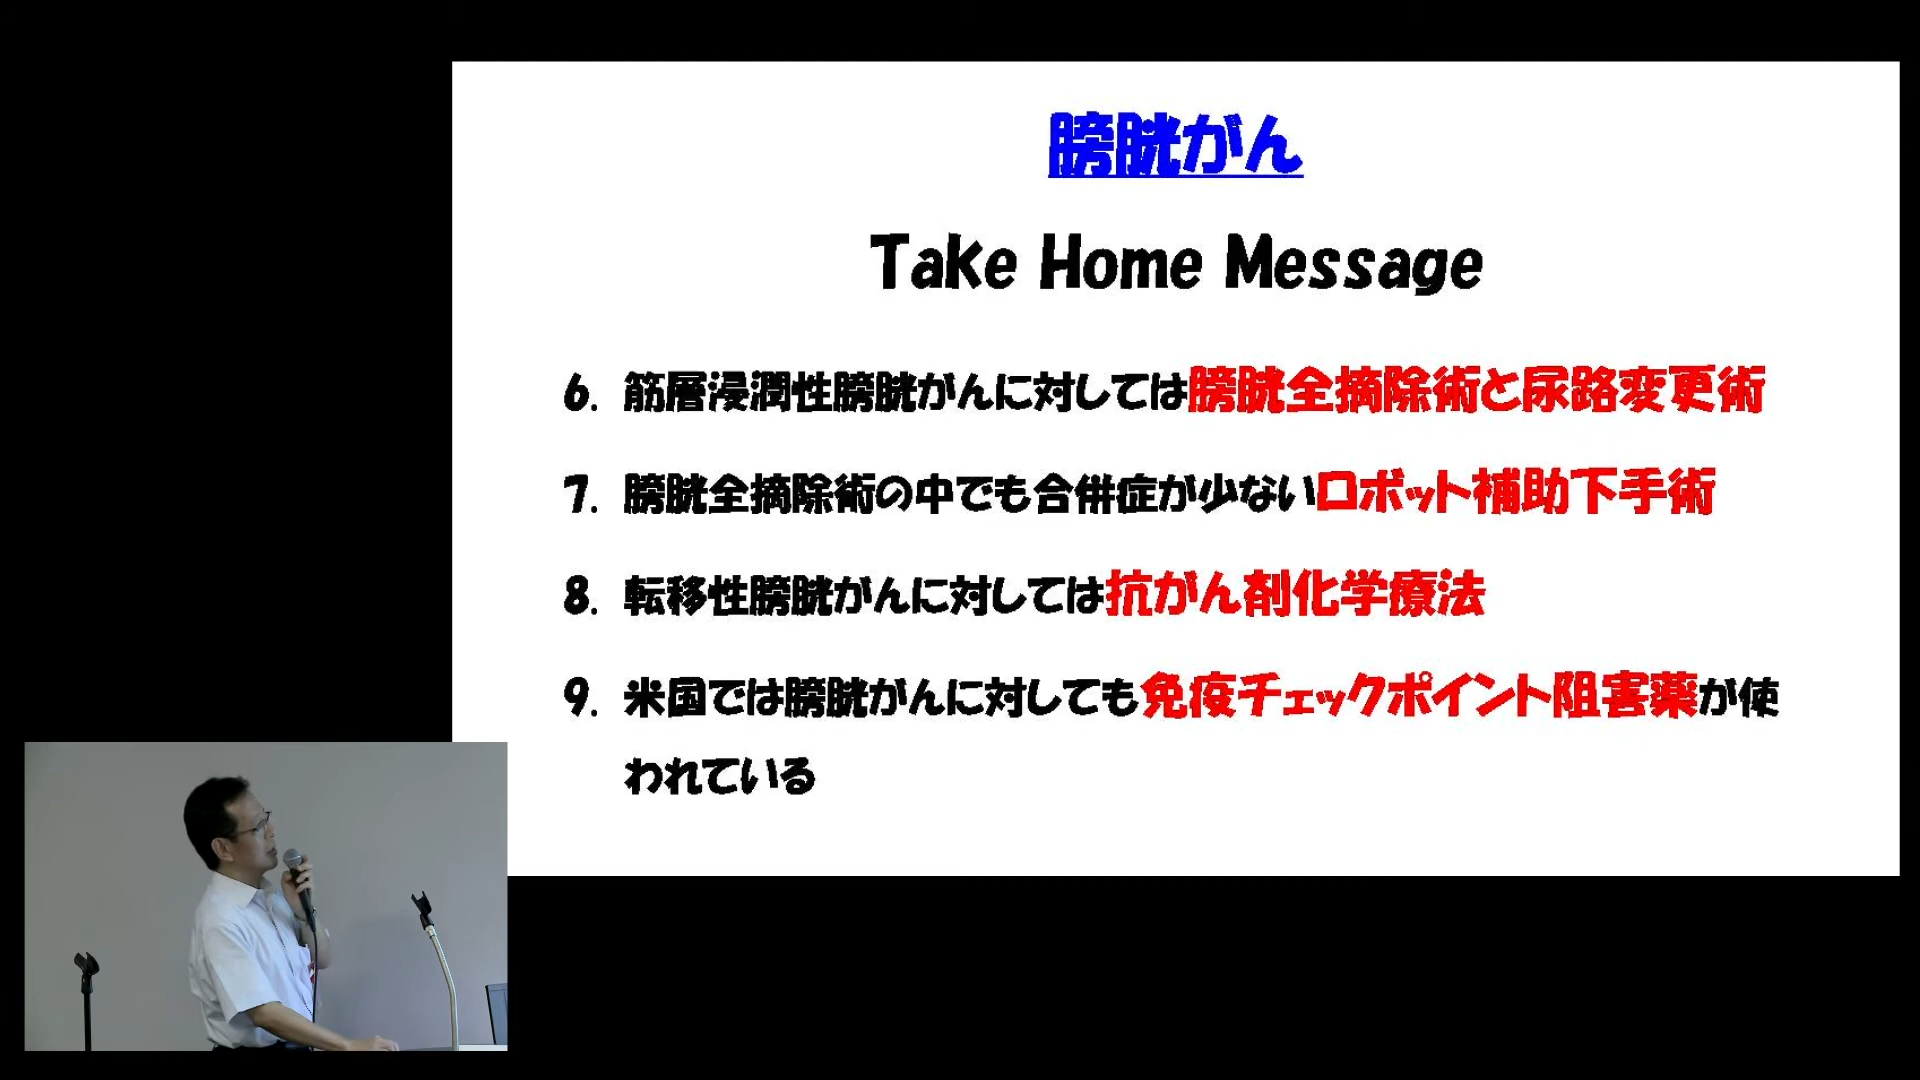 膀胱がん
Take Home Message
6. 筋層浸潤性膀胱がんに対しては膀胱全摘除術と尿路変更術
7. 膀胱全摘除術の中でも合併症が少ないロボット補助下手術
8. 転移性膀胱がんに対しては抗がん剤化学療法
9. 米国では膀胱がんに対しても免疫チェックポイント阻害薬が使
われている